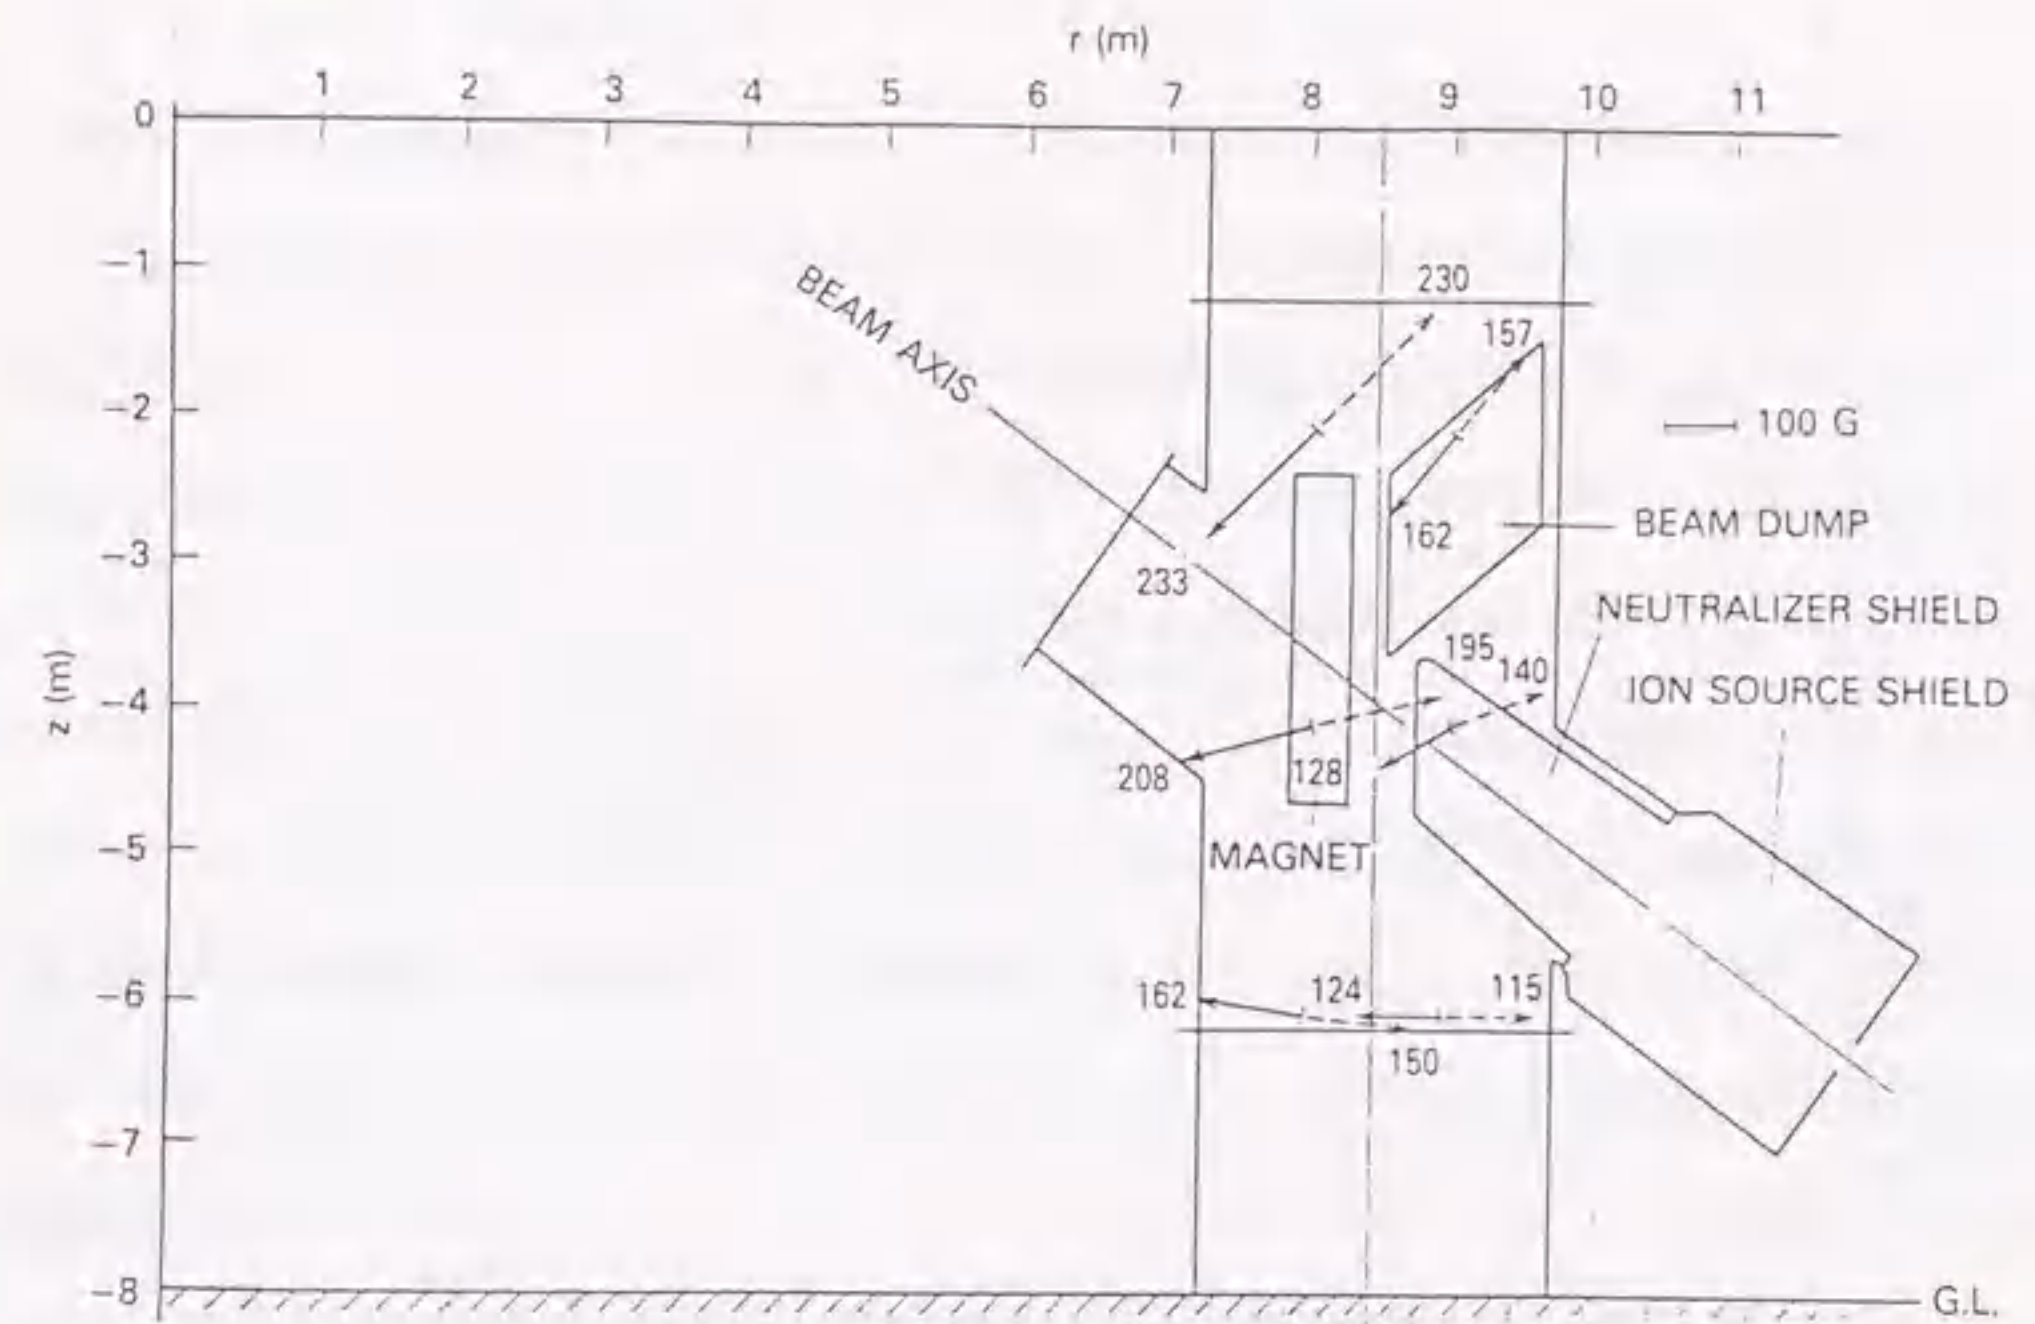 r (m)
1 2 3 4 5 6 7 8 9 10 11
0
−1
230
BEAM AXIS
157
−2
100 G
162
BEAM DUMP
−3
233
NEUTRALIZER SHIELD
195
140
ION SOURCE SHIELD
z (m)
−4
208
128
−5
MAGNET
−6
162
124
115
150
−7
−8
G.L.